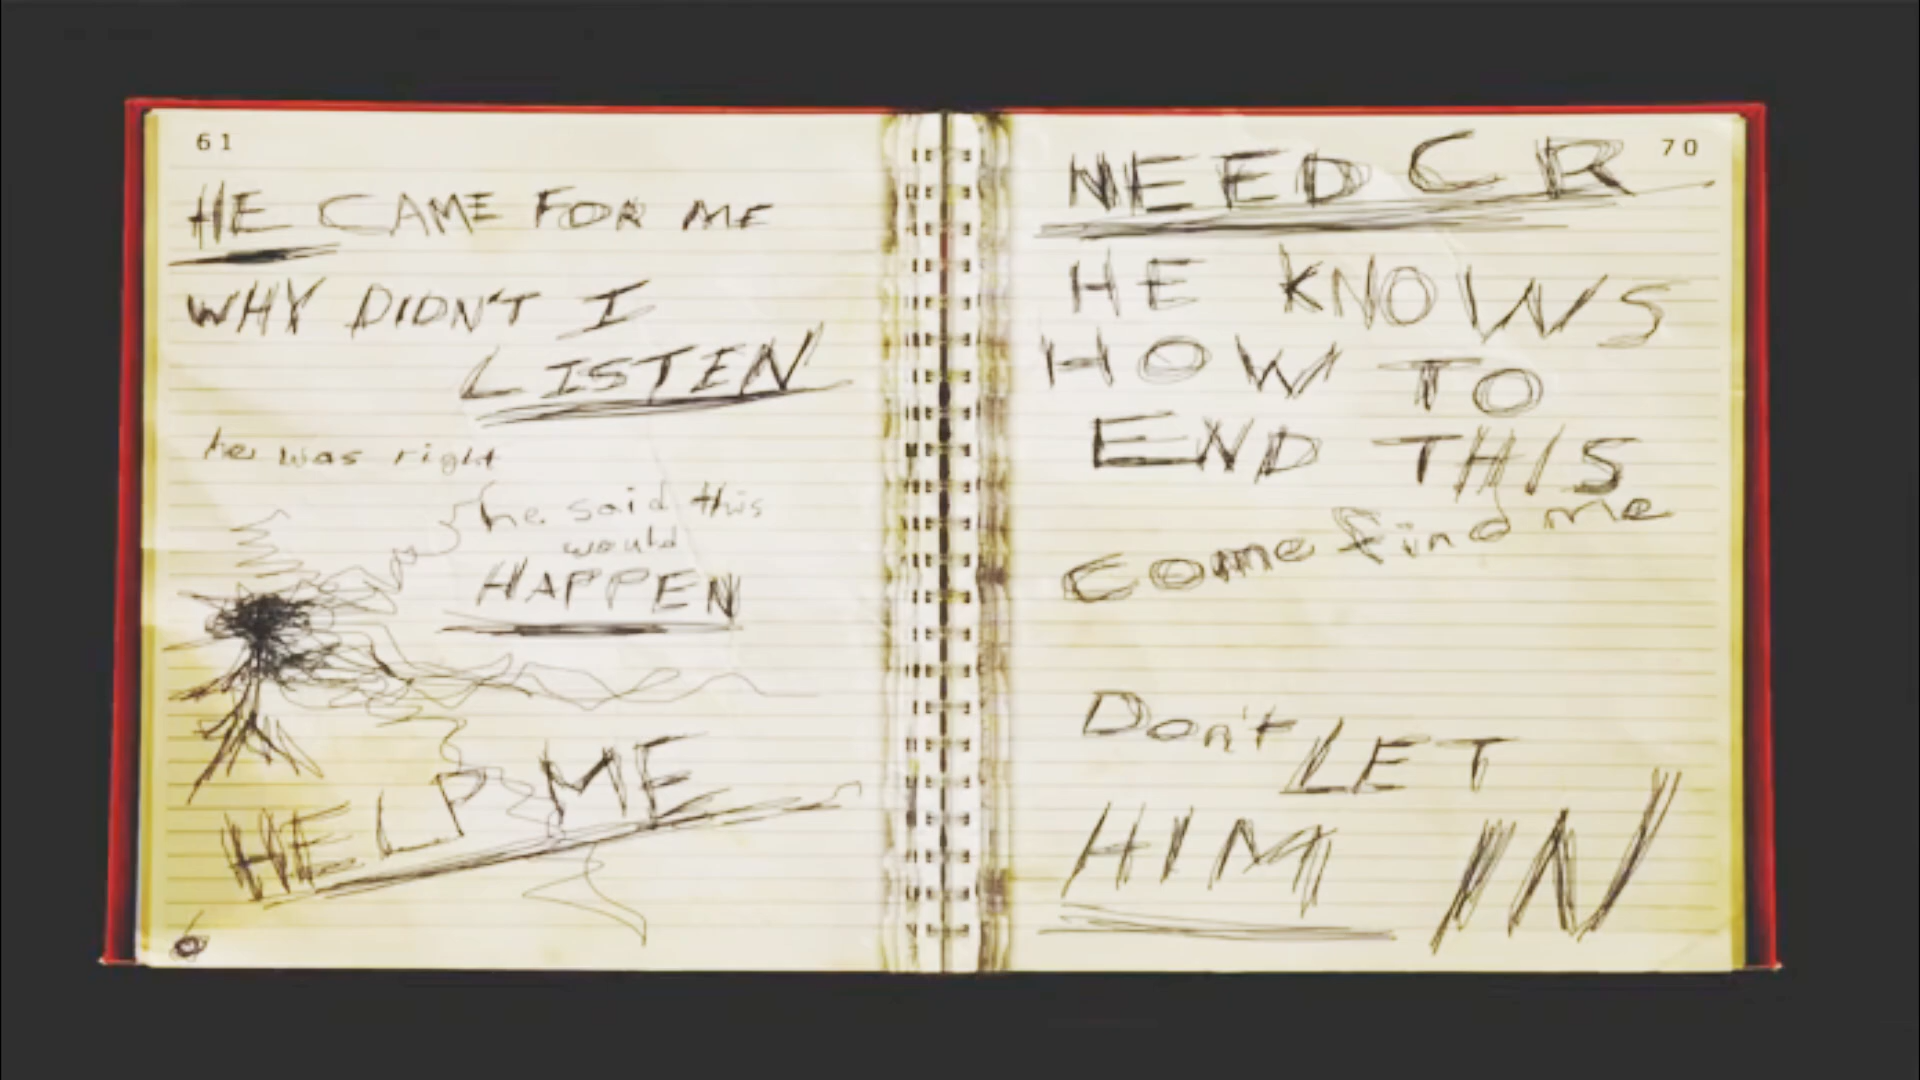 61
HE CAME FOR ME
WHY DIDN'T I
LISTEN
he was right
he said this
would
HAPPEN
HELP ME
70
NEED CR
HE KNOWS
HOW TO
END THIS
come find me
Don't LET
HIM IN